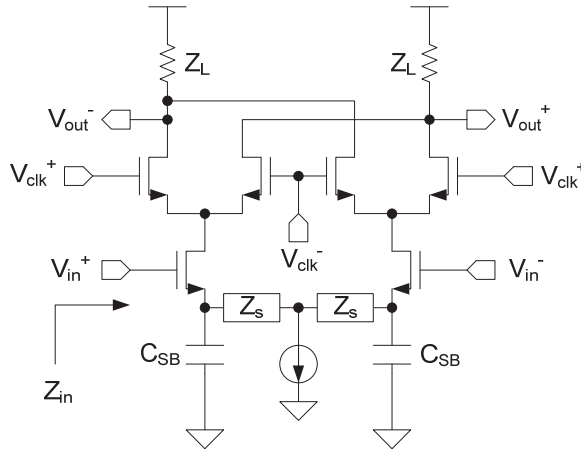 Z_L Z_L
V_out^- V_out^+
V_clk^+ V_clk^+
V_clk^-
V_in^+ V_in^-
Z_s Z_s
C_SB C_SB
Z_in